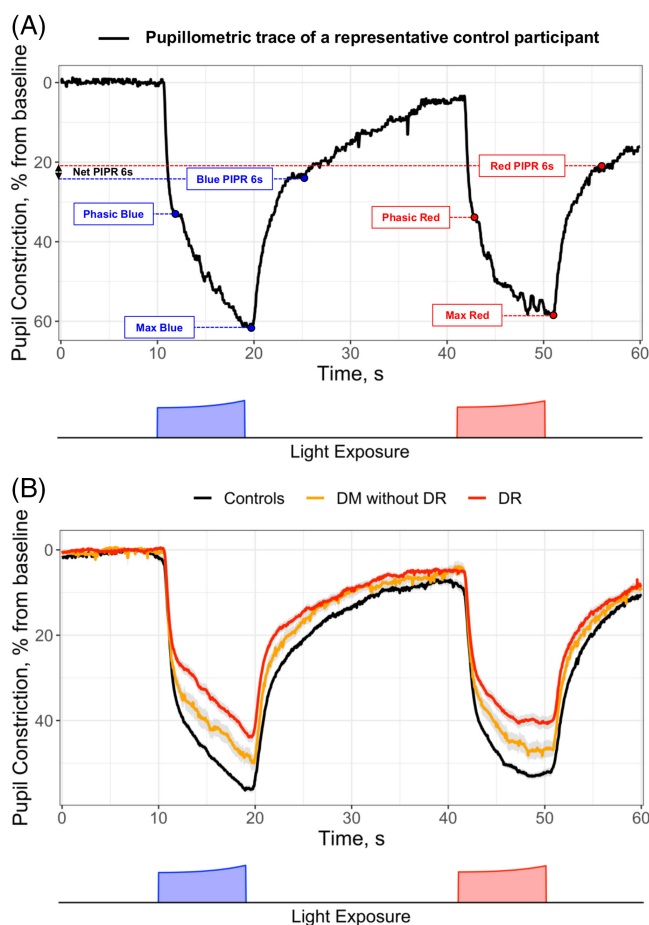 (A)
Pupillometric trace of a representative control participant
Pupil Constriction, % from baseline
0
20
40
60
Net PIPR 6s
Blue PIPR 6s
Red PIPR 6s
Phasic Blue
Phasic Red
Max Blue
Max Red
0 10 20 30 40 50 60
Time, s
Light Exposure
(B)
Controls DM without DR DR
Pupil Constriction, % from baseline
0
20
40
0 10 20 30 40 50 60
Time, s
Light Exposure